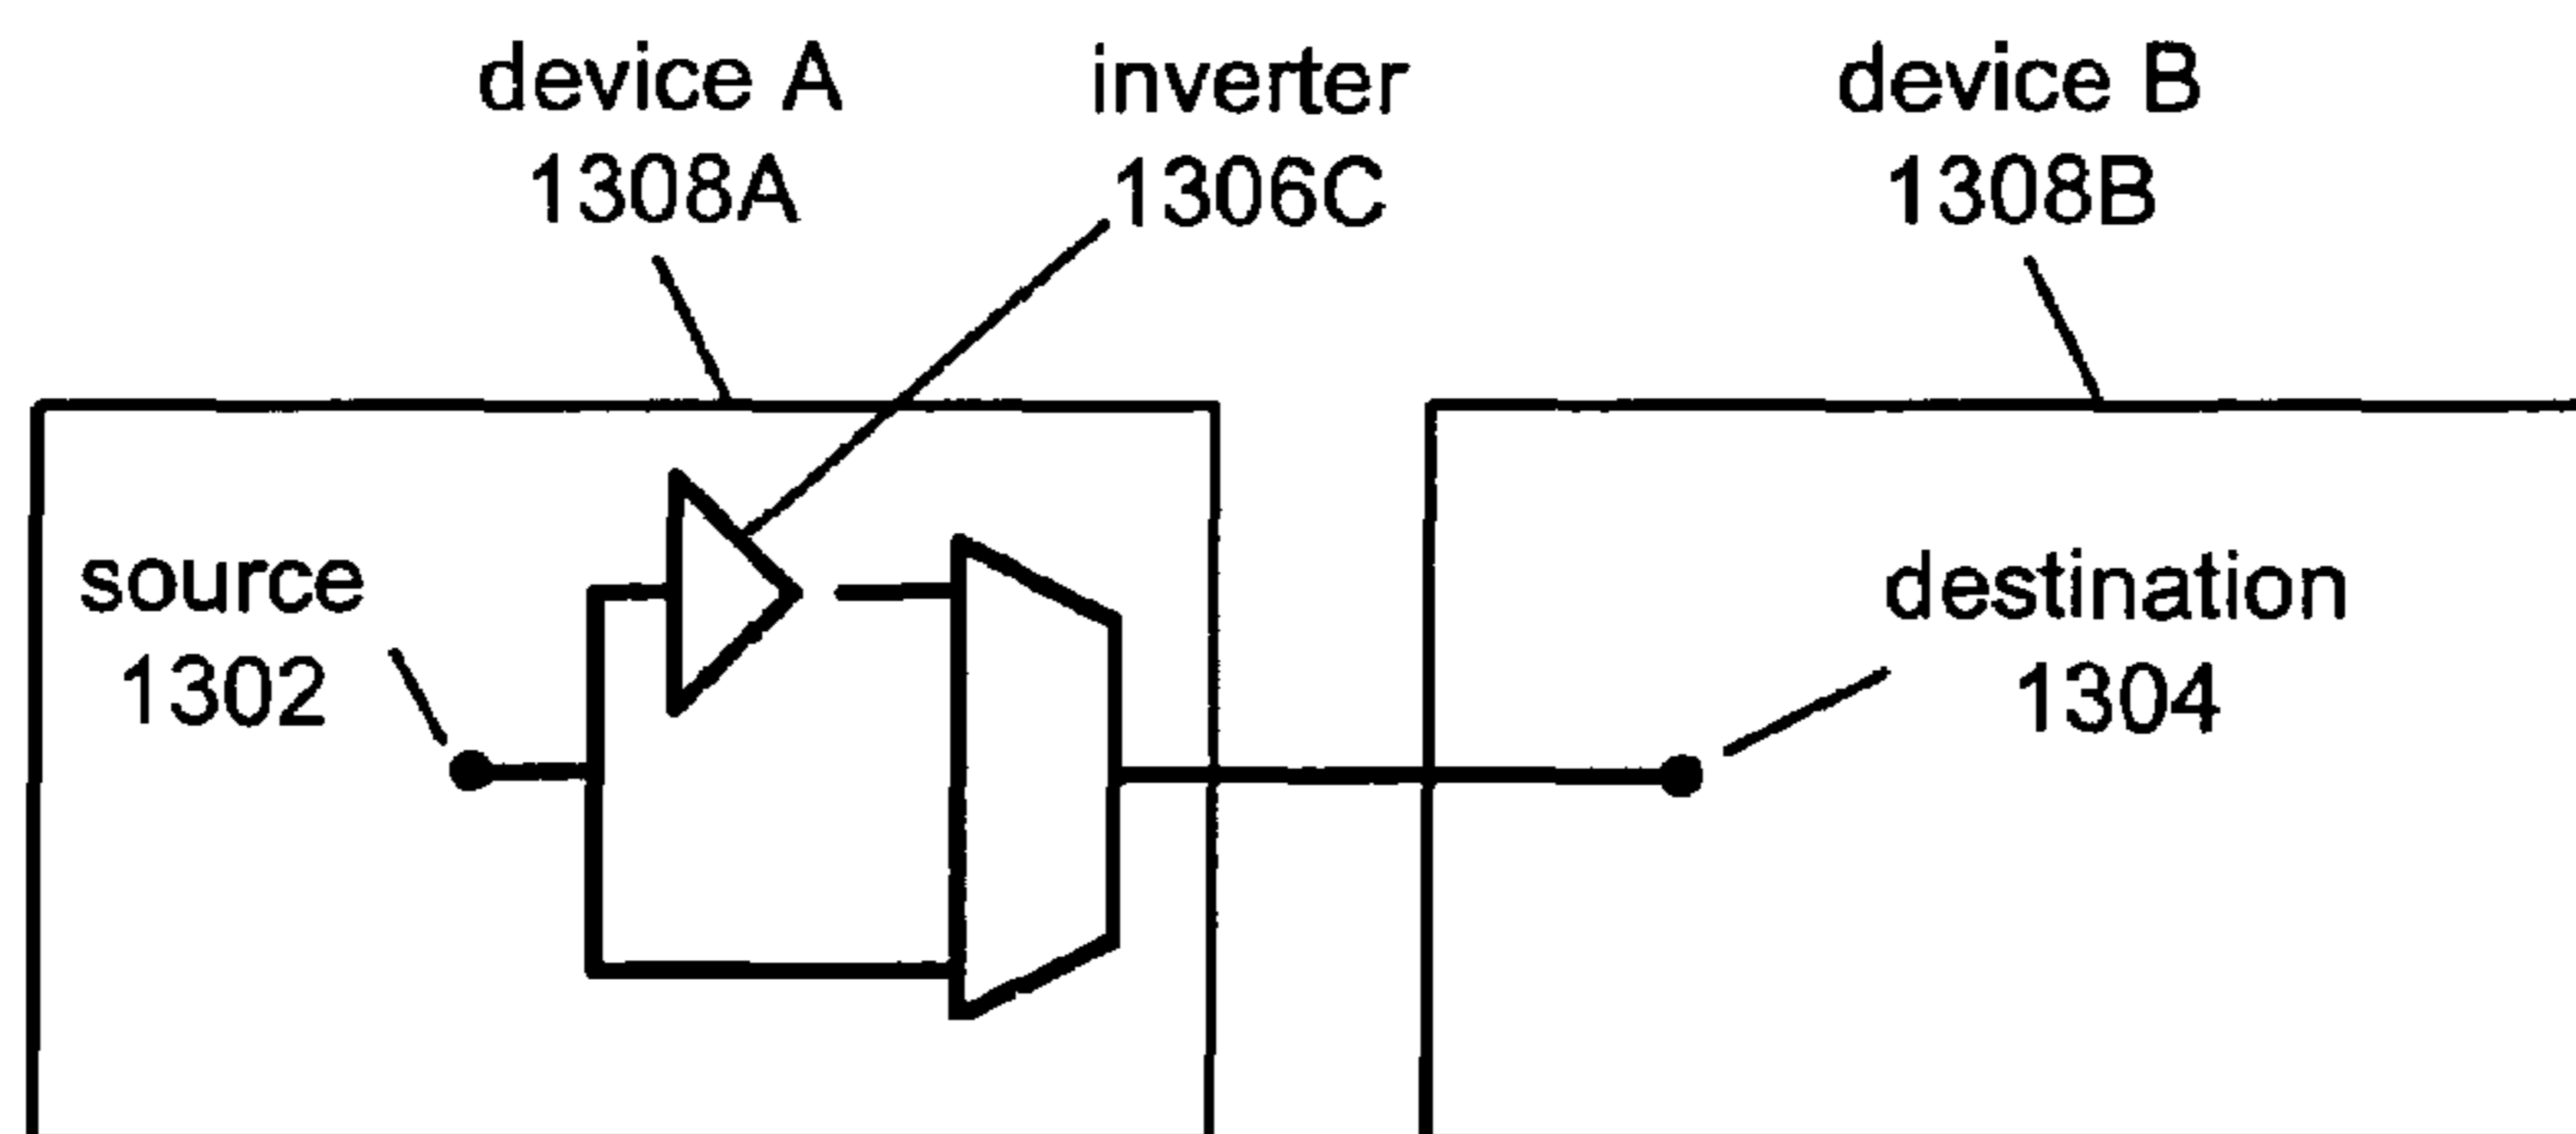 device A
1308A
inverter
1306C
device B
1308B
source
1302
destination
1304